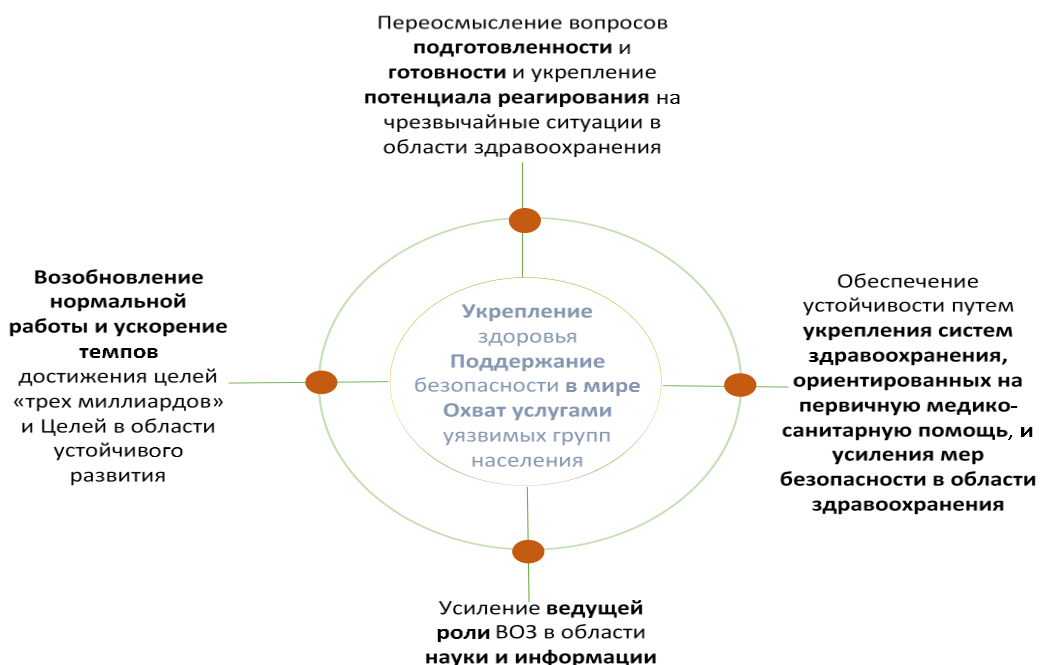 Переосмысление вопросов
подготовленности и
готовности и укрепление
потенциала реагирования на
чрезвычайные ситуации в
области здравоохранения
Возобновление
нормальной
работы и ускорение
темпов
достижения целей
«трех миллиардов»
и Целей в области
устойчивого
развития
Укрепление
здоровья
Поддержание
безопасности в мире
Охват услугами
уязвимых групп
населения
Обеспечение
устойчивости путем
укрепления систем
здравоохранения,
ориентированных на
первичную медико-
санитарную помощь, и
усиления мер
безопасности в области
здравоохранения
Усиление ведущей
роли ВОЗ в области
науки и информации